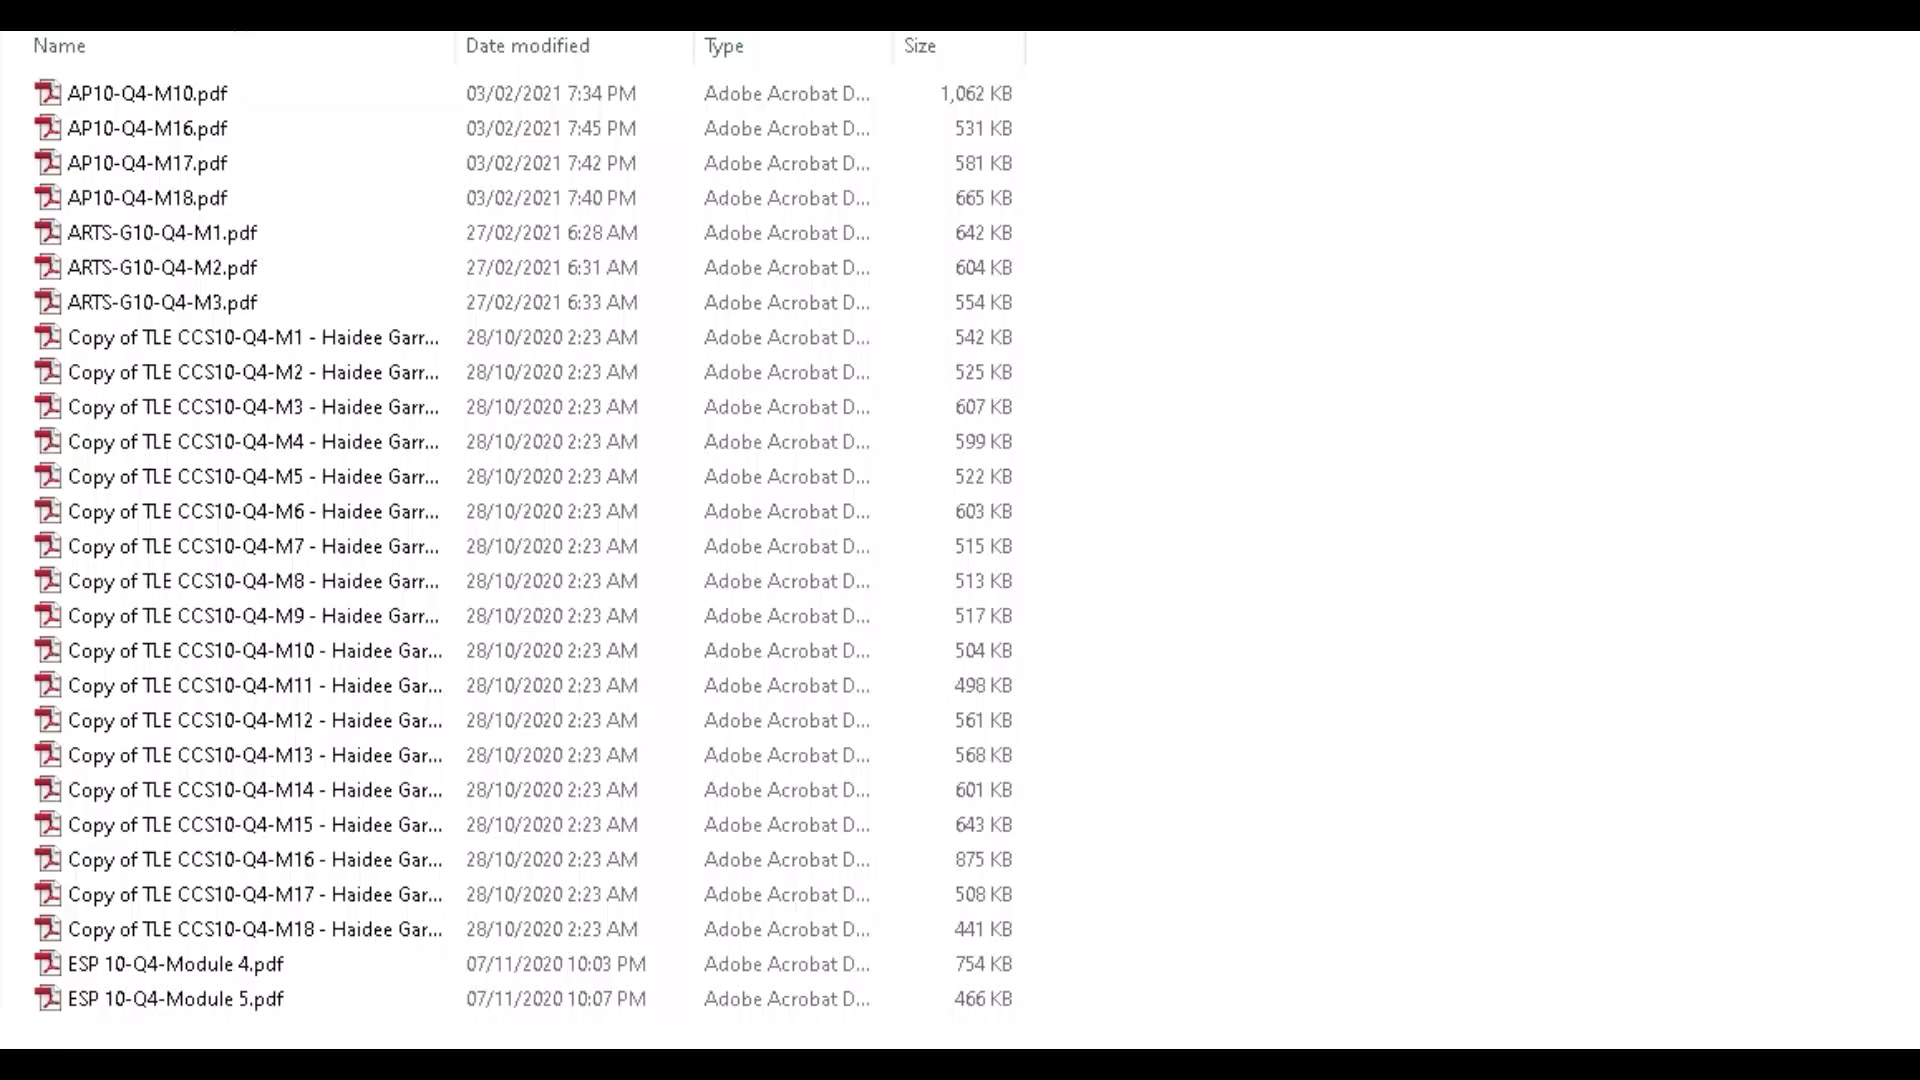 Name Date modified Type Size
AP10-Q4-M10.pdf 03/02/2021 7:34 PM Adobe Acrobat D... 1,062 KB
AP10-Q4-M16.pdf 03/02/2021 7:45 PM Adobe Acrobat D... 531 KB
AP10-Q4-M17.pdf 03/02/2021 7:42 PM Adobe Acrobat D... 581 KB
AP10-Q4-M18.pdf 03/02/2021 7:40 PM Adobe Acrobat D... 665 KB
ARTS-G10-Q4-M1.pdf 27/02/2021 6:28 AM Adobe Acrobat D... 642 KB
ARTS-G10-Q4-M2.pdf 27/02/2021 6:31 AM Adobe Acrobat D... 604 KB
ARTS-G10-Q4-M3.pdf 27/02/2021 6:33 AM Adobe Acrobat D... 554 KB
Copy of TLE CCS10-Q4-M1 - Haidee Garr... 28/10/2020 2:23 AM Adobe Acrobat D... 542 KB
Copy of TLE CCS10-Q4-M2 - Haidee Garr... 28/10/2020 2:23 AM Adobe Acrobat D... 525 KB
Copy of TLE CCS10-Q4-M3 - Haidee Garr... 28/10/2020 2:23 AM Adobe Acrobat D... 607 KB
Copy of TLE CCS10-Q4-M4 - Haidee Garr... 28/10/2020 2:23 AM Adobe Acrobat D... 599 KB
Copy of TLE CCS10-Q4-M5 - Haidee Garr... 28/10/2020 2:23 AM Adobe Acrobat D... 522 KB
Copy of TLE CCS10-Q4-M6 - Haidee Garr... 28/10/2020 2:23 AM Adobe Acrobat D... 603 KB
Copy of TLE CCS10-Q4-M7 - Haidee Garr... 28/10/2020 2:23 AM Adobe Acrobat D... 515 KB
Copy of TLE CCS10-Q4-M8 - Haidee Garr... 28/10/2020 2:23 AM Adobe Acrobat D... 513 KB
Copy of TLE CCS10-Q4-M9 - Haidee Garr... 28/10/2020 2:23 AM Adobe Acrobat D... 517 KB
Copy of TLE CCS10-Q4-M10 - Haidee Gar... 28/10/2020 2:23 AM Adobe Acrobat D... 504 KB
Copy of TLE CCS10-Q4-M11 - Haidee Gar... 28/10/2020 2:23 AM Adobe Acrobat D... 498 KB
Copy of TLE CCS10-Q4-M12 - Haidee Gar... 28/10/2020 2:23 AM Adobe Acrobat D... 561 KB
Copy of TLE CCS10-Q4-M13 - Haidee Gar... 28/10/2020 2:23 AM Adobe Acrobat D... 568 KB
Copy of TLE CCS10-Q4-M14 - Haidee Gar... 28/10/2020 2:23 AM Adobe Acrobat D... 601 KB
Copy of TLE CCS10-Q4-M15 - Haidee Gar... 28/10/2020 2:23 AM Adobe Acrobat D... 643 KB
Copy of TLE CCS10-Q4-M16 - Haidee Gar... 28/10/2020 2:23 AM Adobe Acrobat D... 875 KB
Copy of TLE CCS10-Q4-M17 - Haidee Gar... 28/10/2020 2:23 AM Adobe Acrobat D... 508 KB
Copy of TLE CCS10-Q4-M18 - Haidee Gar... 28/10/2020 2:23 AM Adobe Acrobat D... 441 KB
ESP 10-Q4-Module 4.pdf 07/11/2020 10:03 PM Adobe Acrobat D... 754 KB
ESP 10-Q4-Module 5.pdf 07/11/2020 10:07 PM Adobe Acrobat D... 466 KB